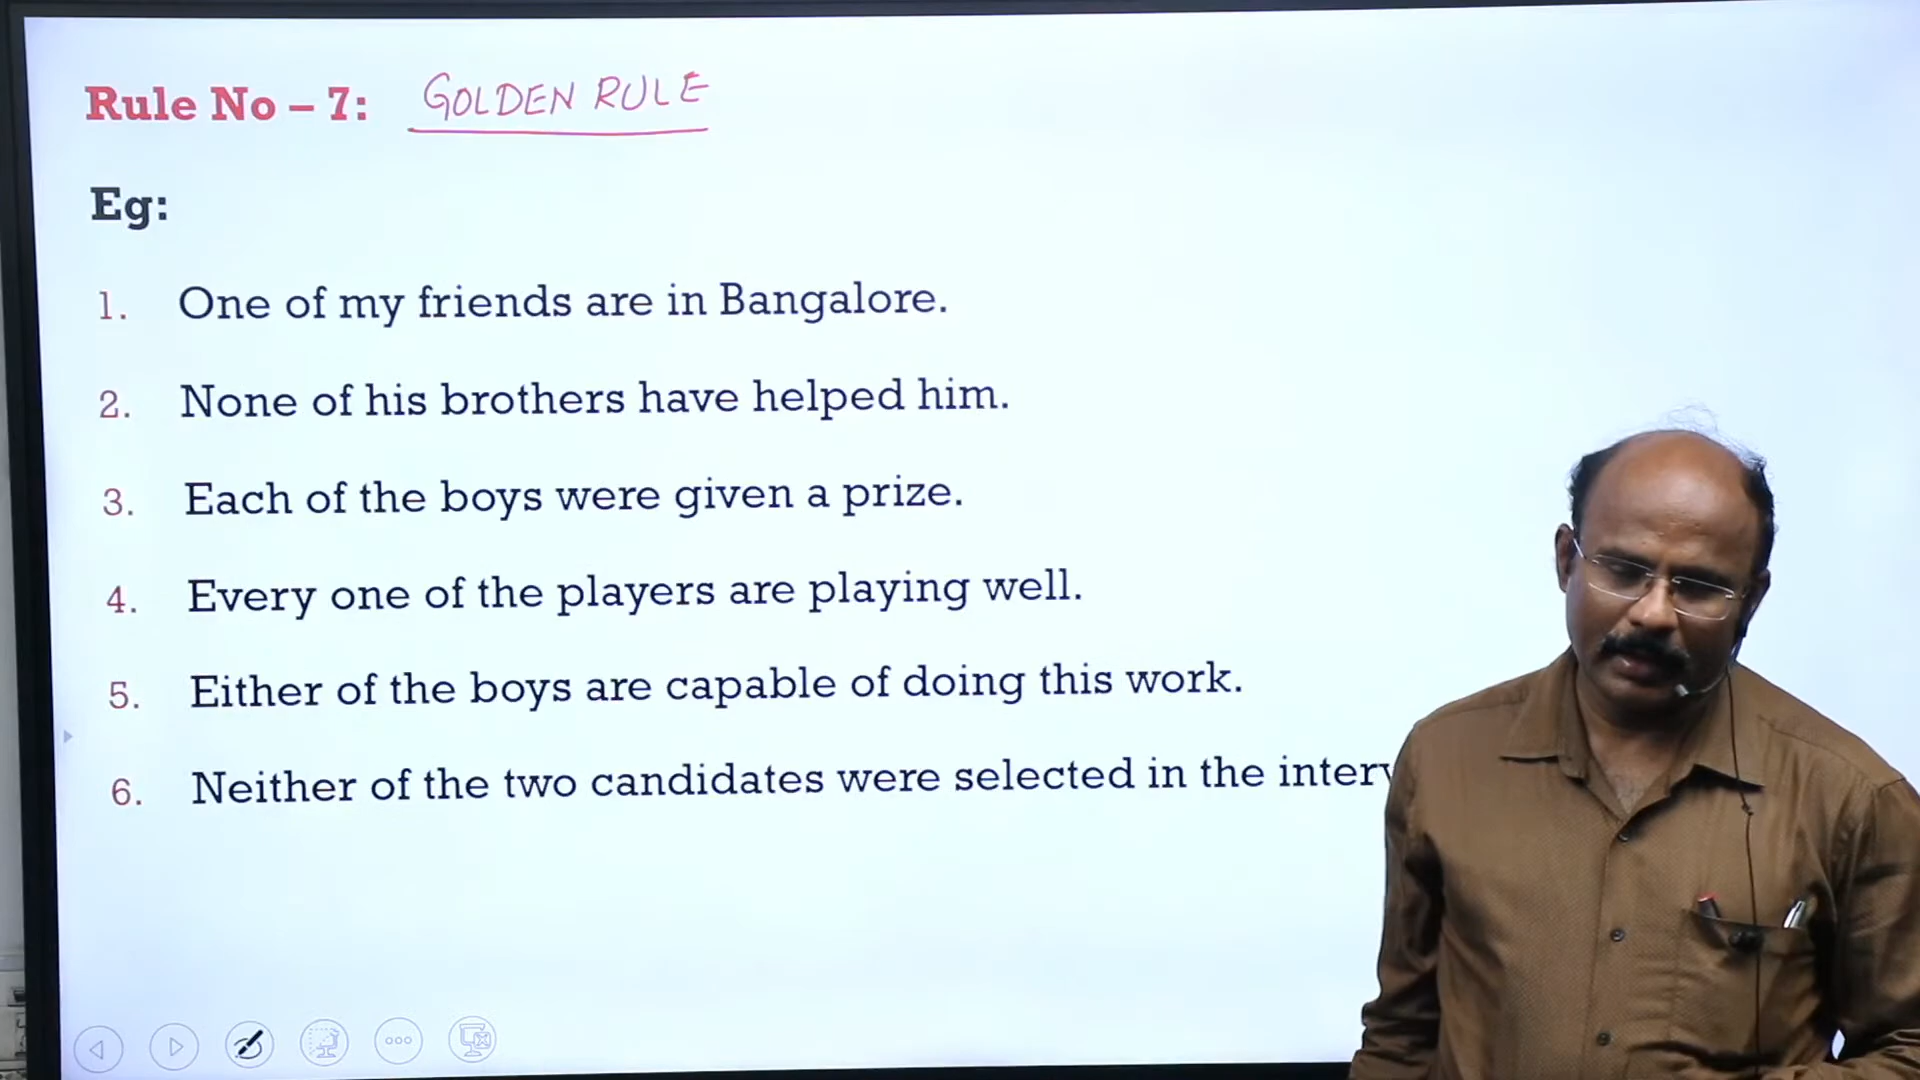 Rule No – 7: GOLDEN RULE
Eg:
1. One of my friends are in Bangalore.
2. None of his brothers have helped him.
3. Each of the boys were given a prize.
4. Every one of the players are playing well.
5. Either of the boys are capable of doing this work.
6. Neither of the two candidates were selected in the